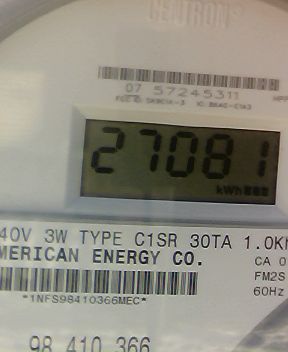 CENTRON®
07 57245311
27081
kWh
40V 3W TYPE C1SR 30TA 1.0K
MERICAN ENERGY CO.
CA 0
FM2S
60Hz
*1NFS98410366MEC*
98 410 366